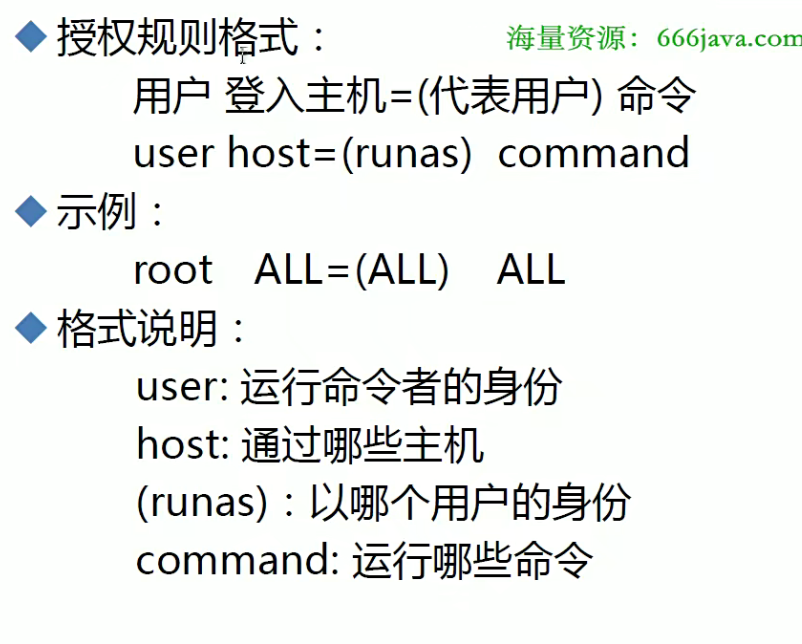 授权规则格式：
海量资源：666java.com
用户 登入主机=(代表用户) 命令
user host=(runas) command
示例：
root ALL=(ALL) ALL
格式说明：
user: 运行命令者的身份
host: 通过哪些主机
(runas)：以哪个用户的身份
command: 运行哪些命令